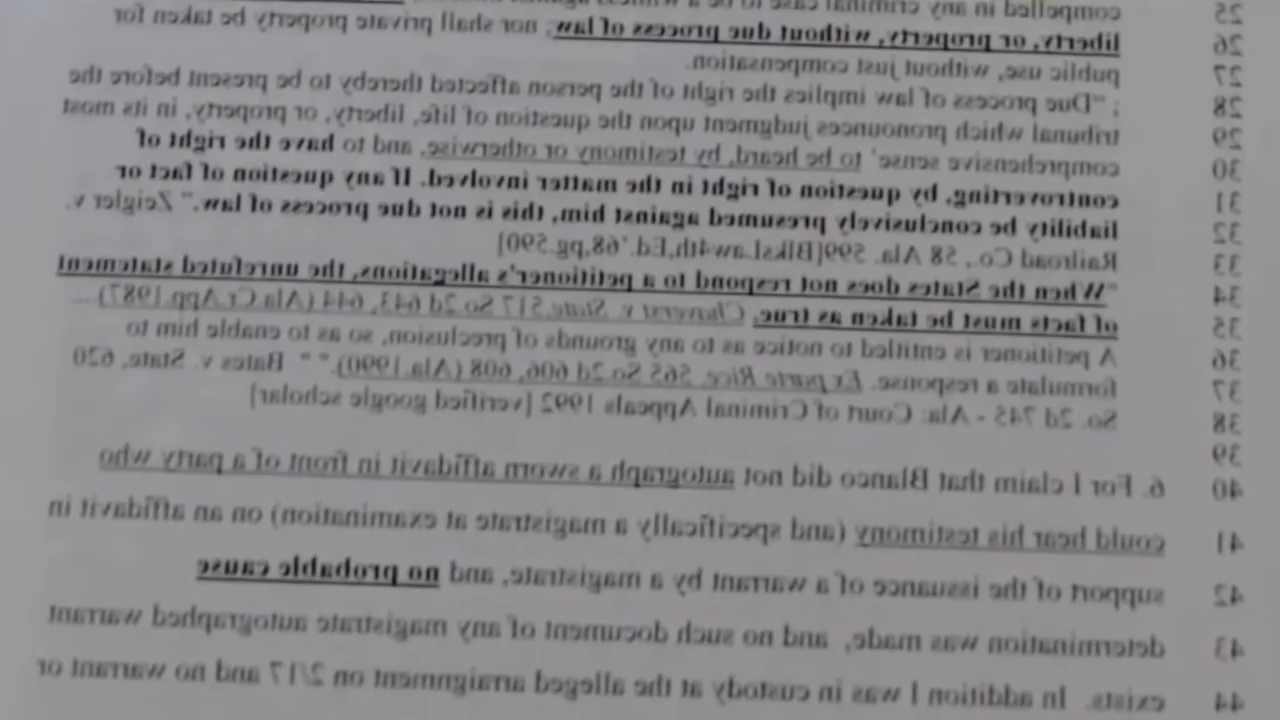 25 compelled in any criminal case to be a witness against
26 liberty, or property, without due process of law; nor shall private property be taken for
27 public use, without just compensation.
28 ; "Due process of law implies the right of the person affected thereby to be present before the
29 tribunal which pronounces judgment upon the question of life, liberty, or property, in its most
30 comprehensive sense' to be heard, by testimony or otherwise, and to have the right of
31 controverting, by question of right in the matter involved. If any question of fact or
32 liability be conclusively presumed against him, this is not due process of law." Zeigler v.
33 Railroad Co., 58 Ala. 599[BlksLaw4th,Ed.'68,pg.590]
34 "When the States does not respond to a petitioner's allegations, the unrefuted statement
35 of facts must be taken as true. v. State, 517 So 2d 643, 644 (Ala Cr App 1987)
36 A petitioner is entitled to notice as to any grounds of preclusion, so as to enable him to
37 formulate a response. Ex parte Rice, 565 So 2d 606, 608 (Ala. 1990)." " Bates v. State, 620
38 So. 2d 745 - Ala: Court of Criminal Appeals 1992 [verified google scholar]
39
40 6. For I claim that Blanco did not autograph a sworn affidavit in front of a party who
41 could hear his testimony (and specifically a magistrate at examination) on an affidavit in
42 support of the issuance of a warrant by a magistrate, and no probable cause
43 determination was made, and no such document of any magistrate autographed warrant
44 exists. In addition I was in custody at the alleged arraignment on 2/17 and no warrant or